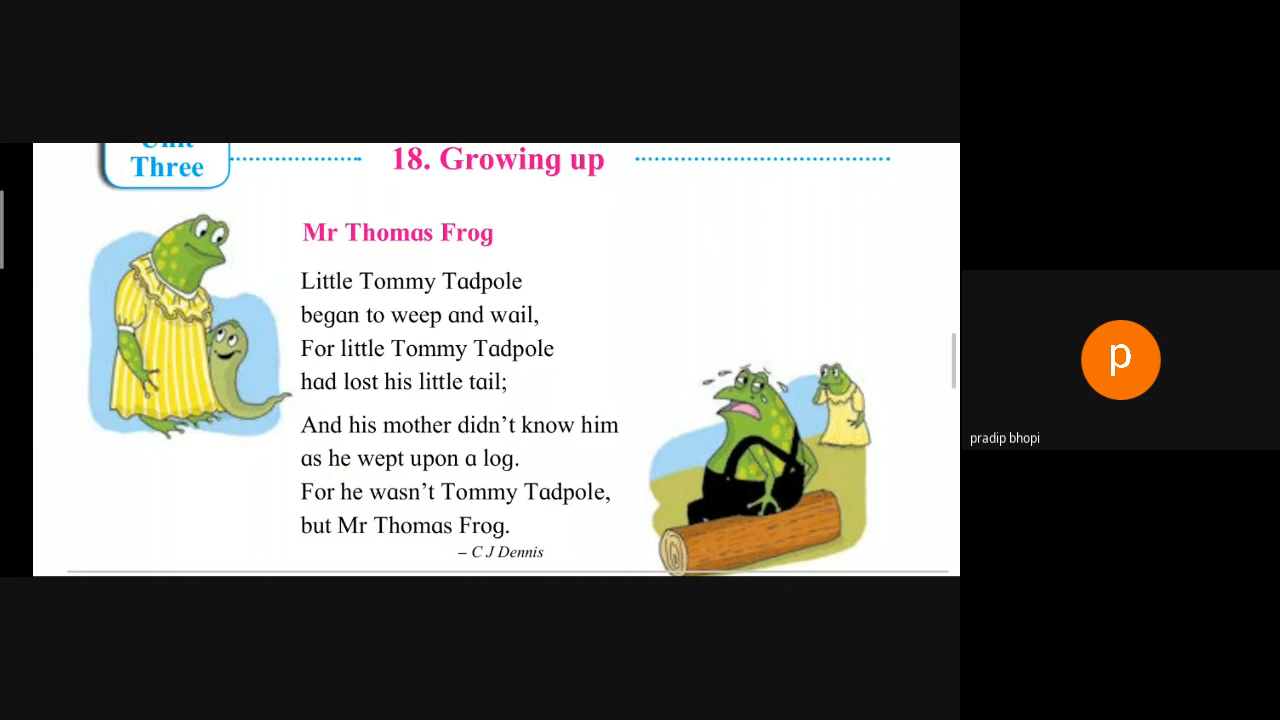 Unit
Three
18. Growing up
Mr Thomas Frog
Little Tommy Tadpole
began to weep and wail,
For little Tommy Tadpole
had lost his little tail;
And his mother didn't know him
as he wept upon a log.
For he wasn't Tommy Tadpole,
but Mr Thomas Frog.
– C J Dennis
p
pradip bhopi